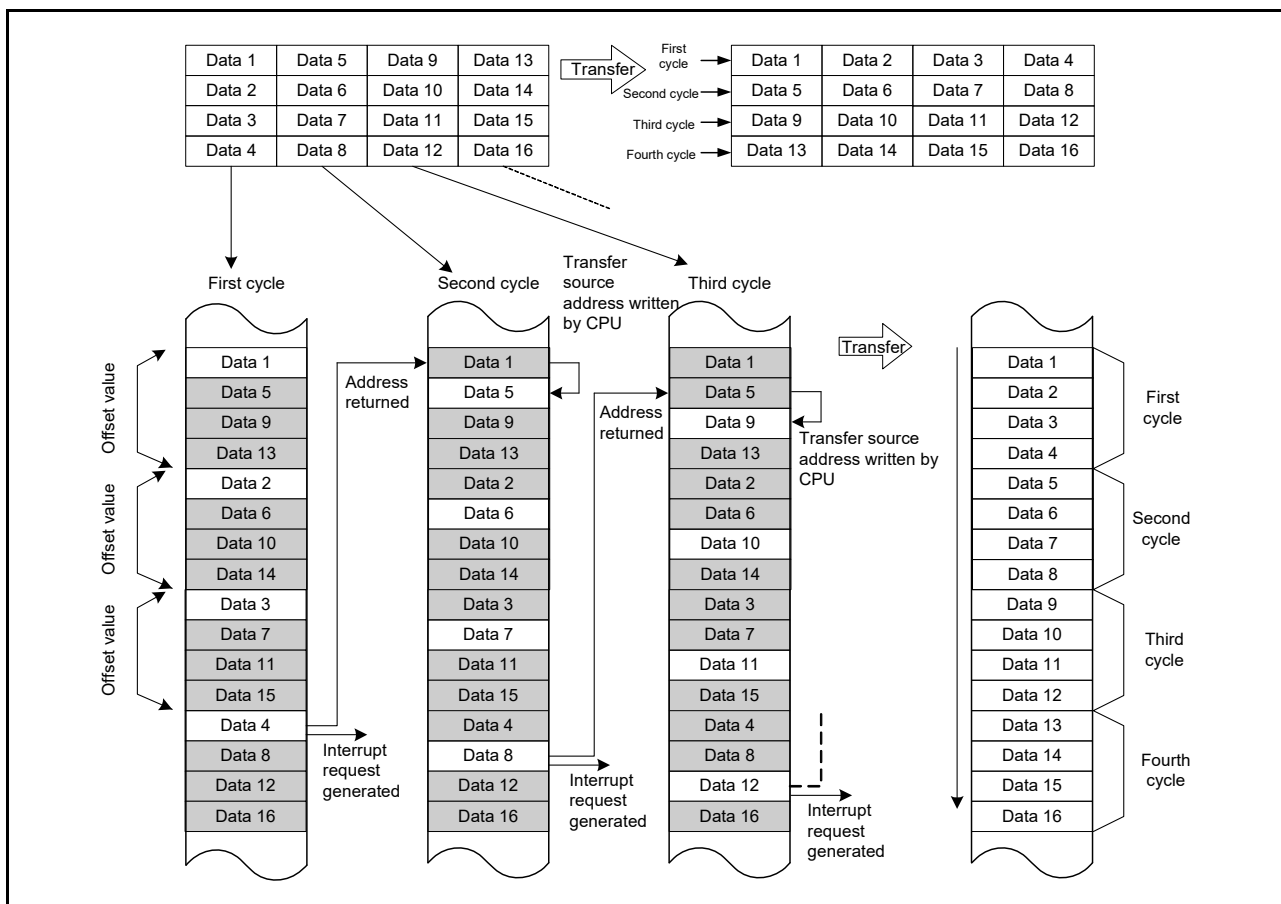 Data 1 Data 5 Data 9 Data 13
Data 2 Data 6 Data 10 Data 14
Data 3 Data 7 Data 11 Data 15
Data 4 Data 8 Data 12 Data 16
Transfer
First
cycle
Second cycle
Third cycle
Fourth cycle
Data 1 Data 2 Data 3 Data 4
Data 5 Data 6 Data 7 Data 8
Data 9 Data 10 Data 11 Data 12
Data 13 Data 14 Data 15 Data 16
First cycle
Offset value
Offset value
Offset value
Data 1
Data 5
Data 9
Data 13
Data 2
Data 6
Data 10
Data 14
Data 3
Data 7
Data 11
Data 15
Data 4
Data 8
Data 12
Data 16
Address
returned
Interrupt
request
generated
Second cycle
Transfer
source
address written
by CPU
Data 1
Data 5
Data 9
Data 13
Data 2
Data 6
Data 10
Data 14
Data 3
Data 7
Data 11
Data 15
Data 4
Data 8
Data 12
Data 16
Address
returned
Interrupt
request
generated
Third cycle
Data 1
Data 5
Data 9
Data 13
Data 2
Data 6
Data 10
Data 14
Data 3
Data 7
Data 11
Data 15
Data 4
Data 8
Data 12
Data 16
Transfer source
address written by
CPU
Interrupt
request
generated
Transfer
Data 1
Data 2
Data 3
Data 4
Data 5
Data 6
Data 7
Data 8
Data 9
Data 10
Data 11
Data 12
Data 13
Data 14
Data 15
Data 16
First
cycle
Second
cycle
Third
cycle
Fourth
cycle